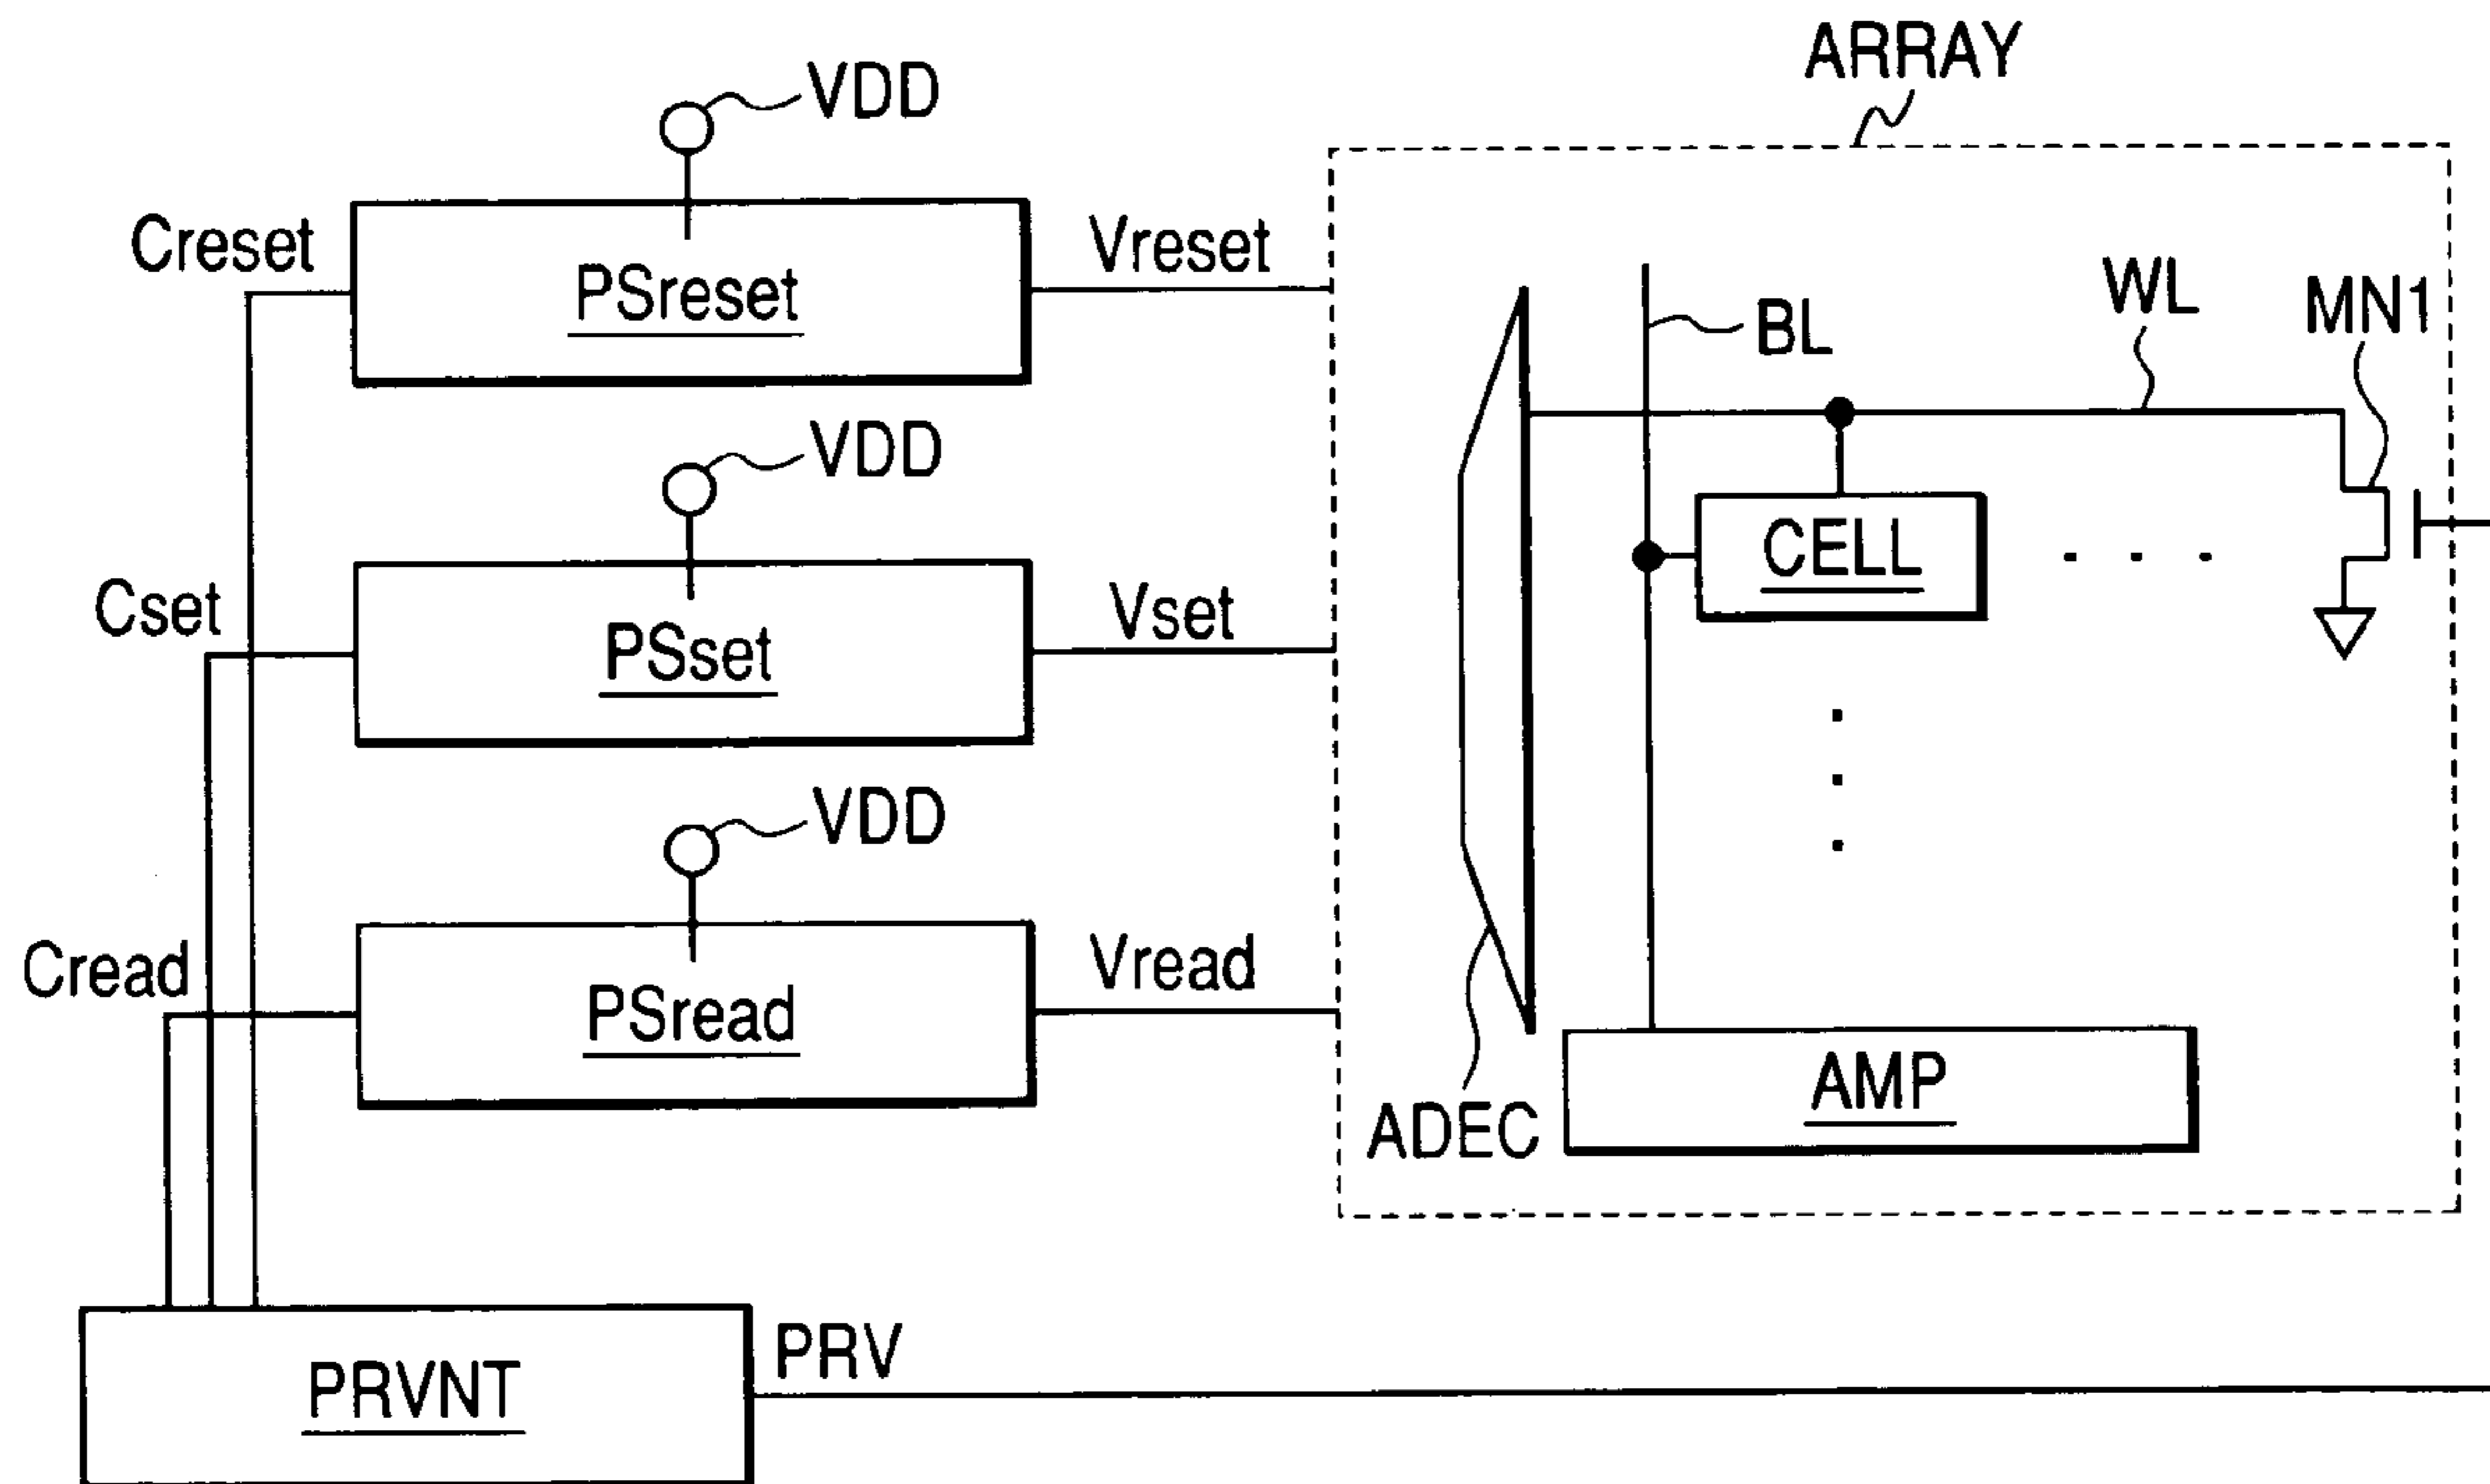 ARRAY
VDD
Creset
PSreset
Vreset
BL
WL
MN1
VDD
CELL
Cset
PSset
Vset
VDD
Cread
PSread
Vread
ADEC
AMP
PRVNT
PRV